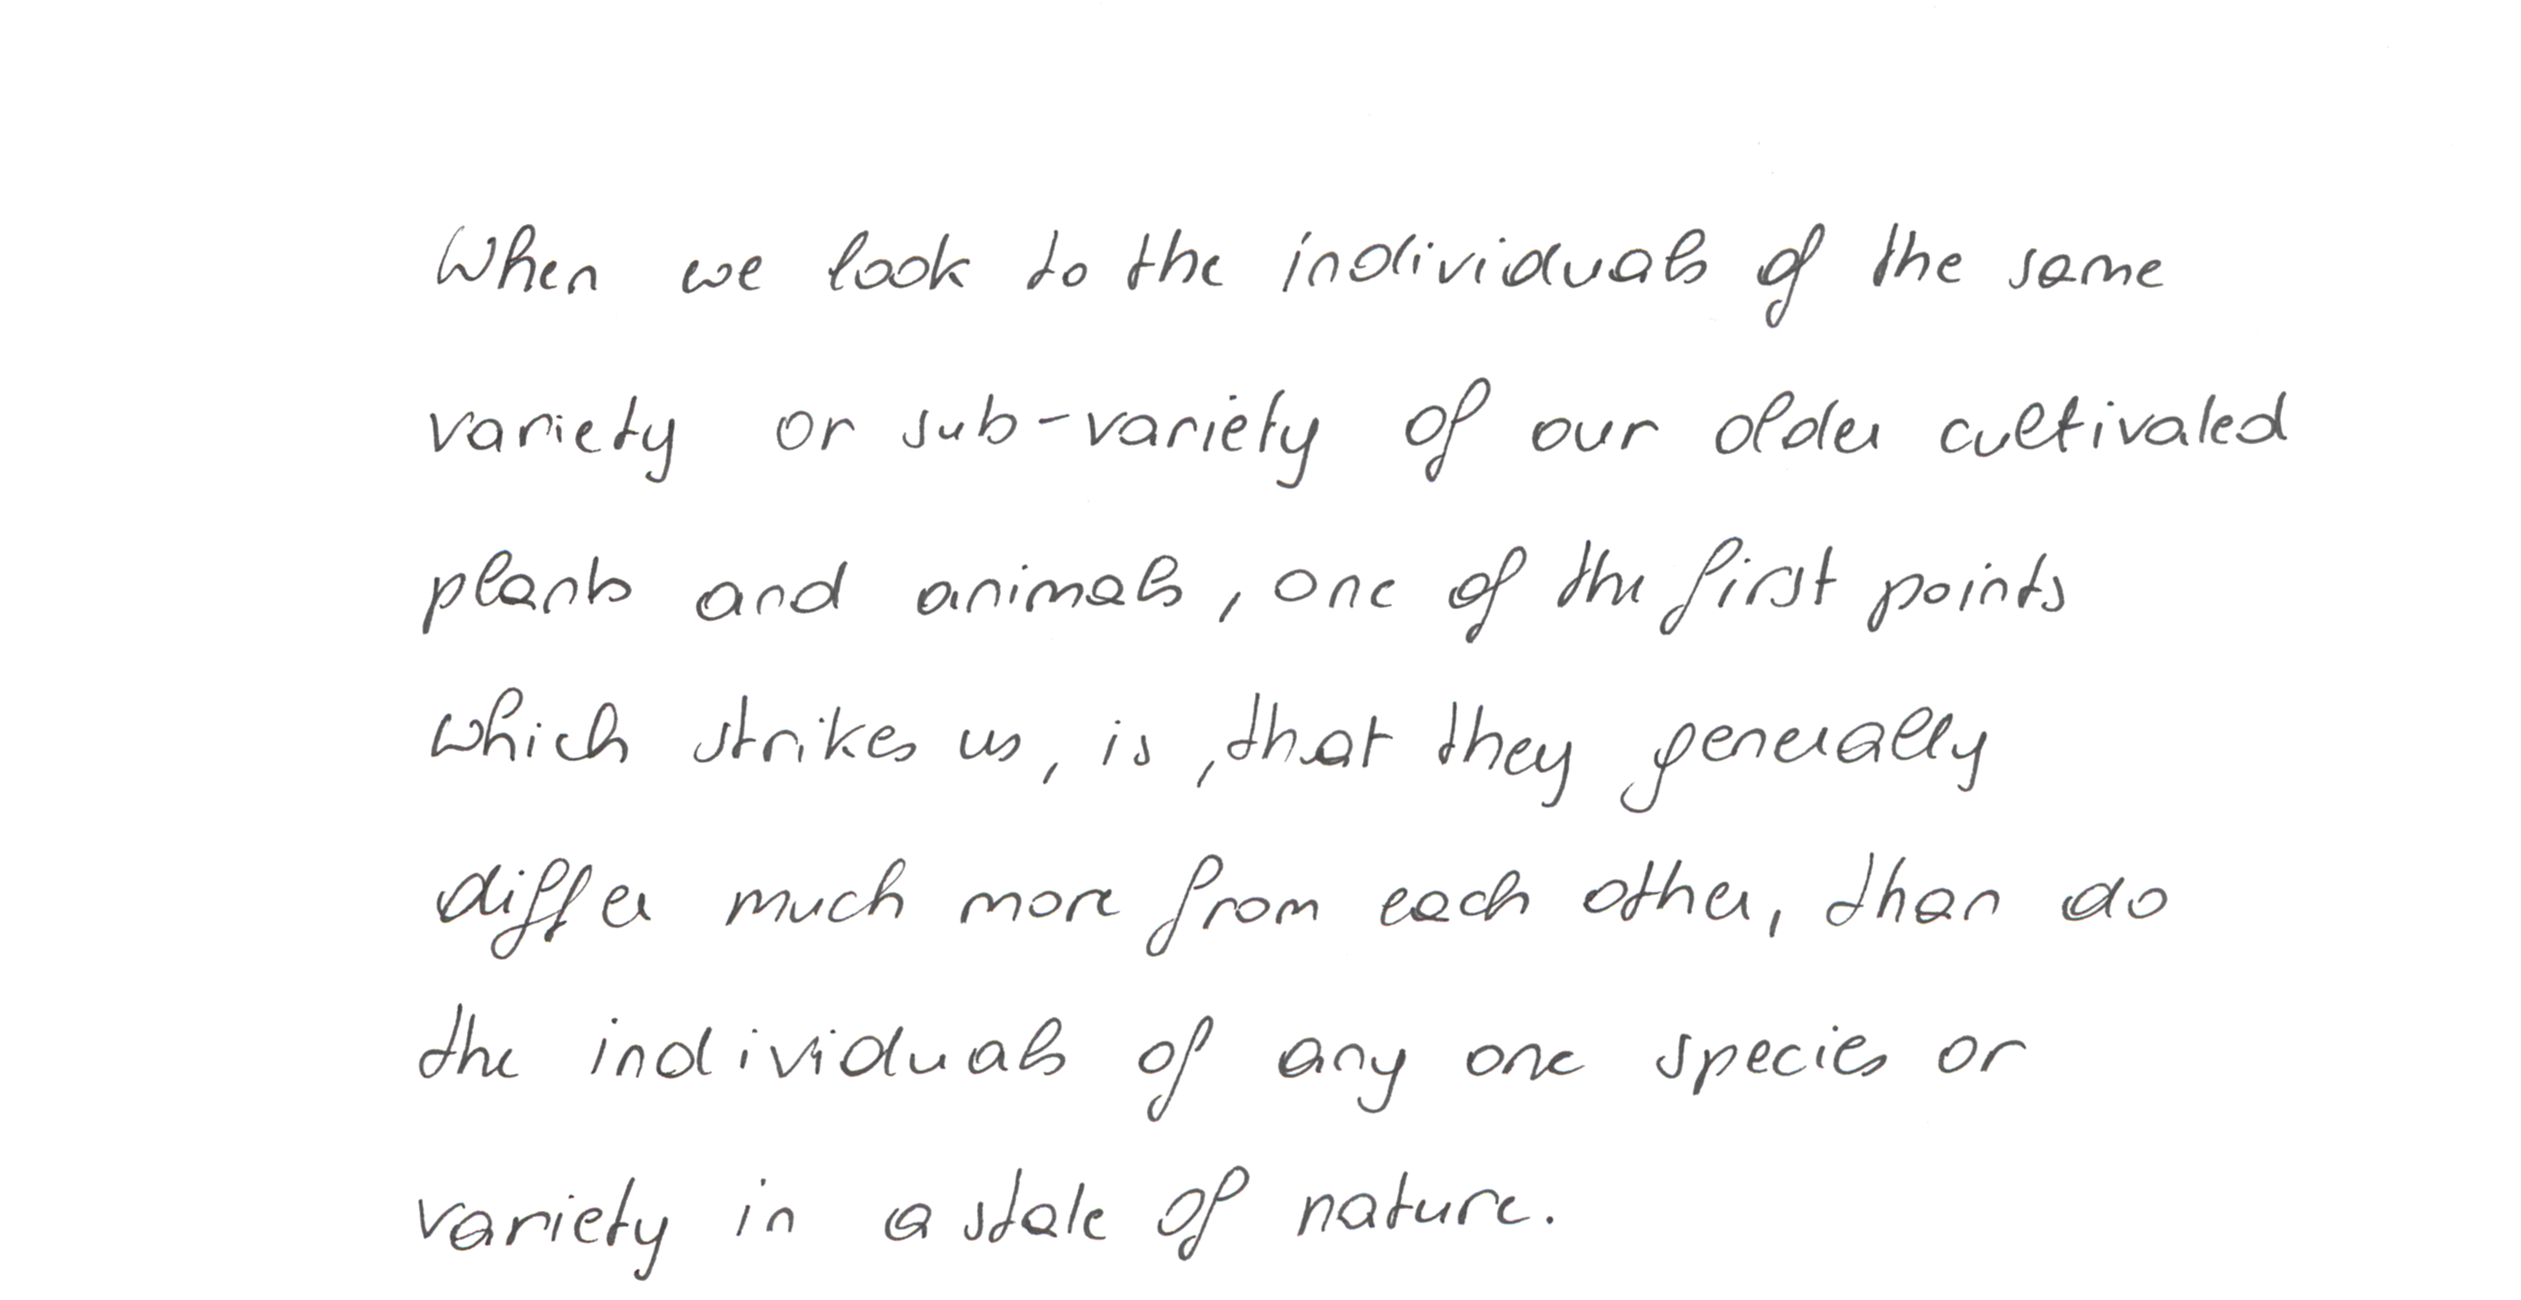 When we look to the individuals of the same
variety or sub-variety of our older cultivated
plants and animals, one of the first points
which strikes us, is, that they generally
differ much more from each other, than do
the individuals of any one species or
variety in a state of nature.